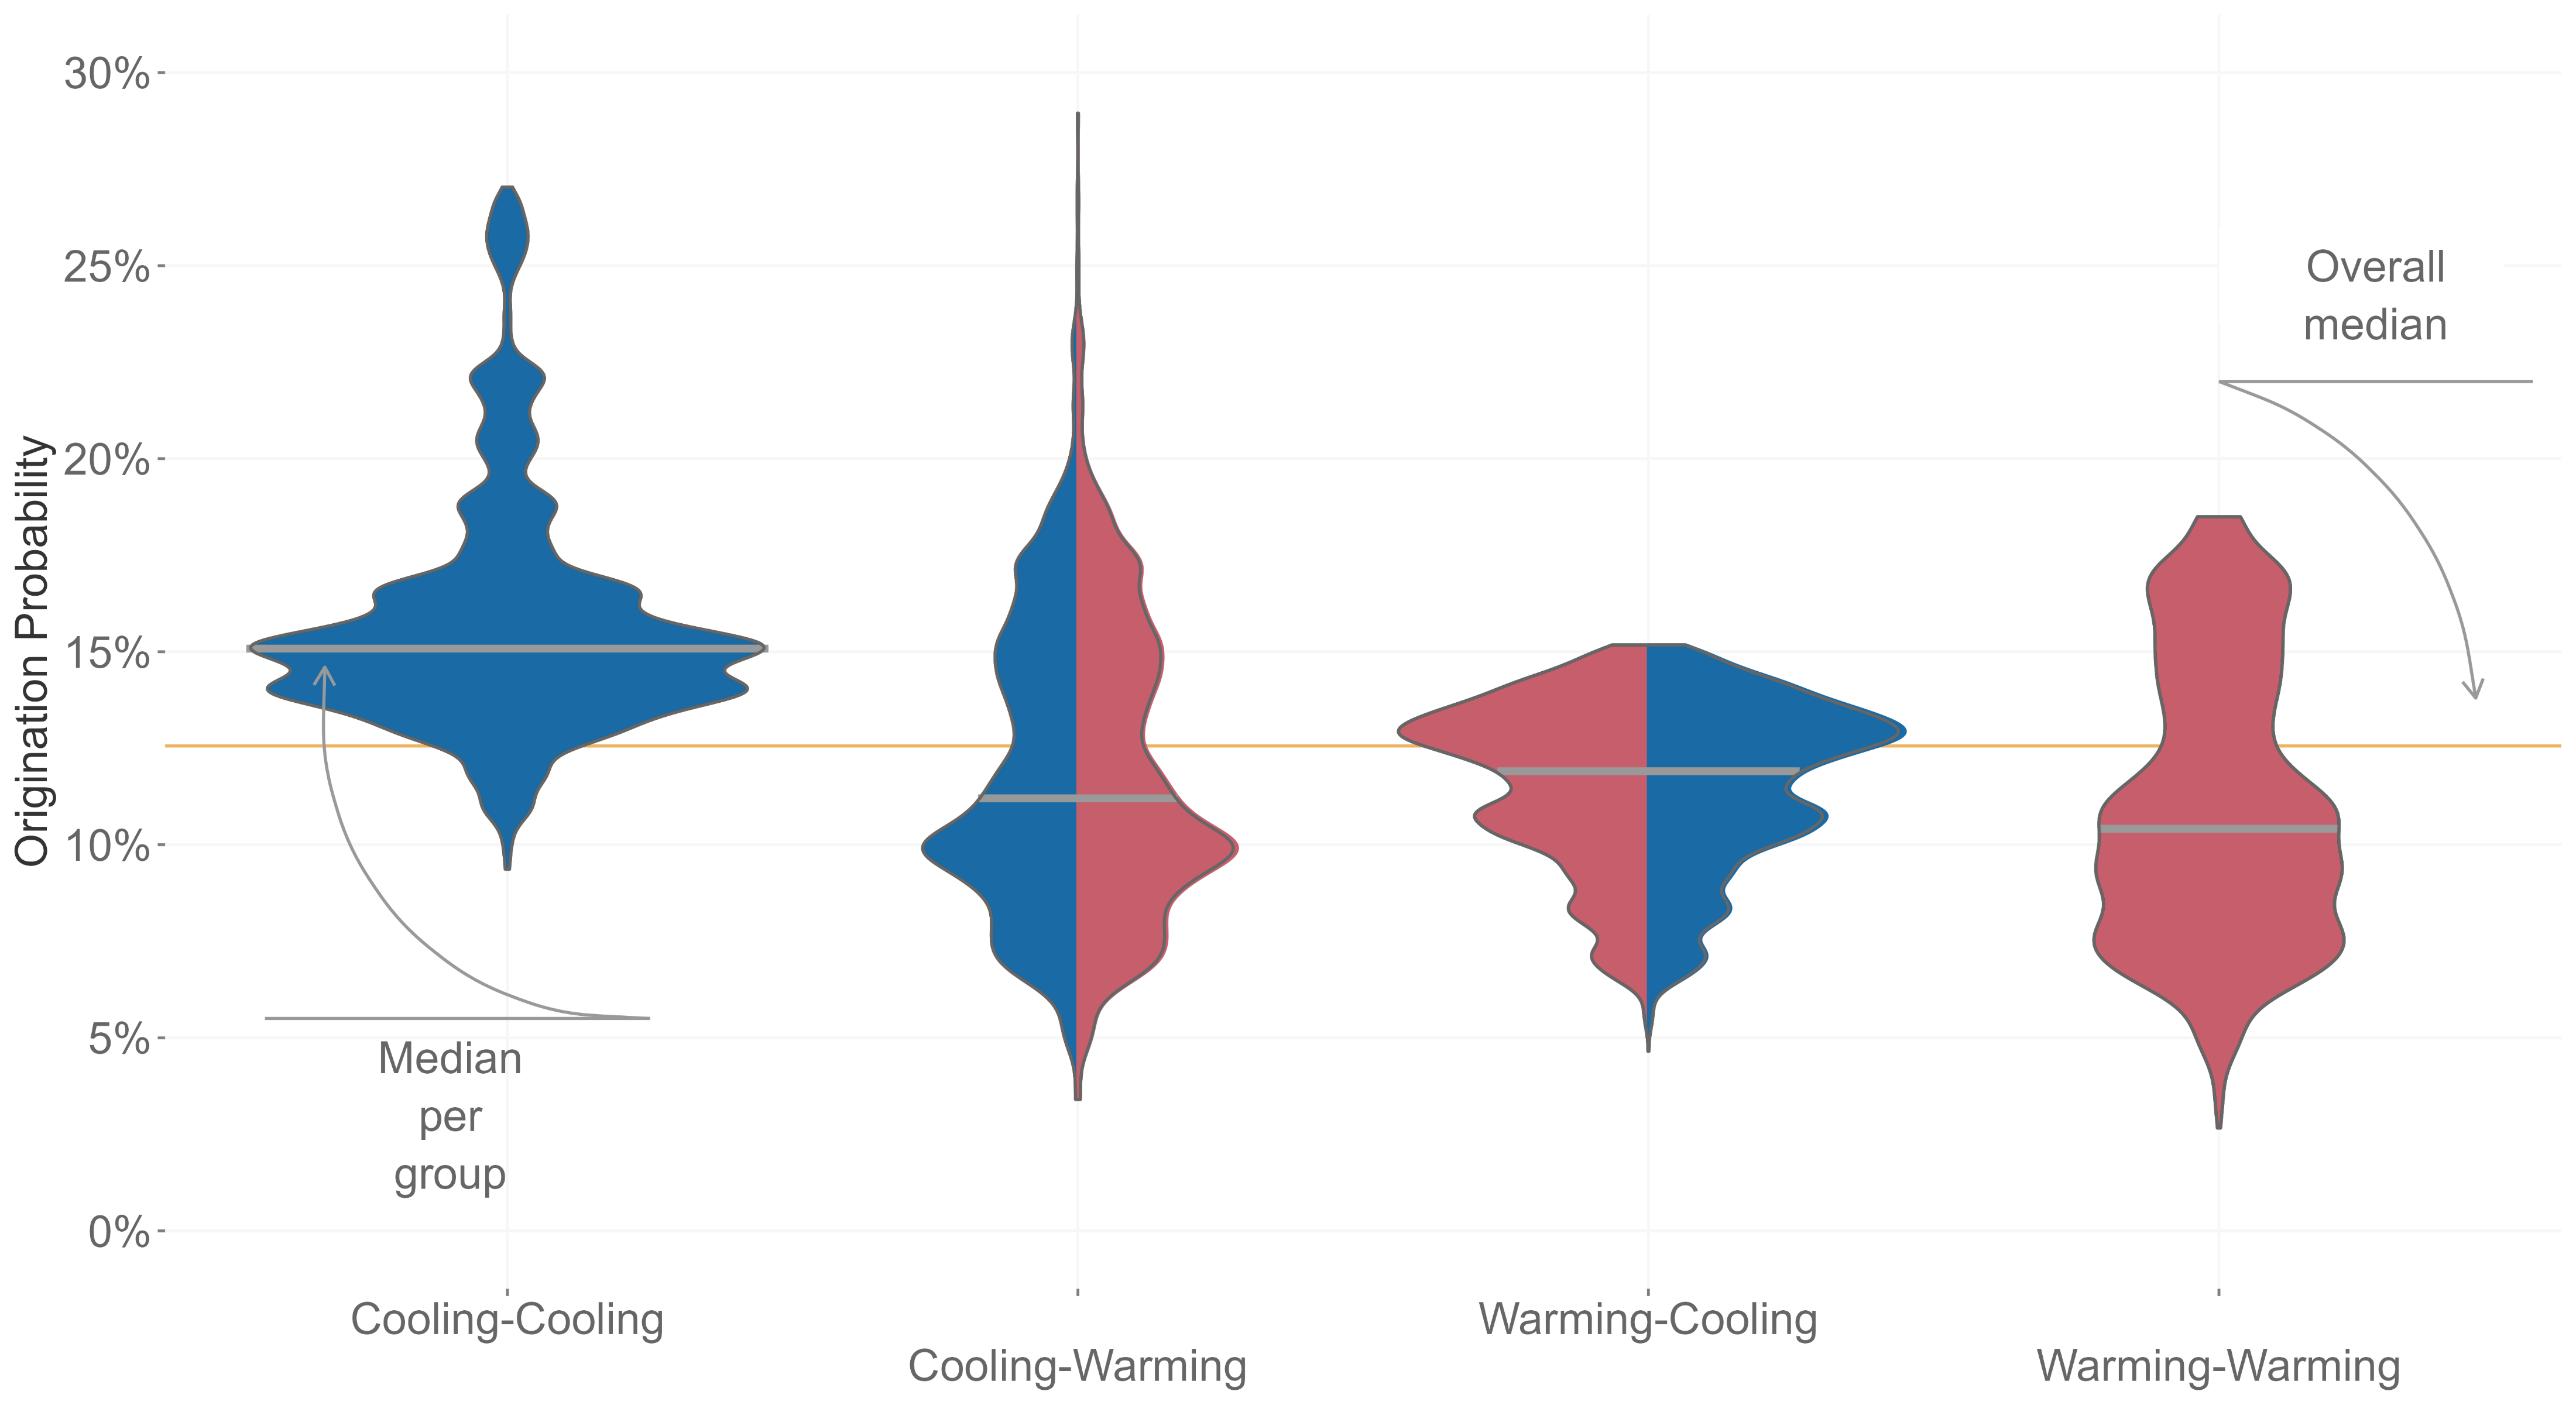 Origination Probability
30%
25%
20%
15%
10%
5%
0%
Overall
median
Median
per
group
Cooling-Cooling
Cooling-Warming
Warming-Cooling
Warming-Warming